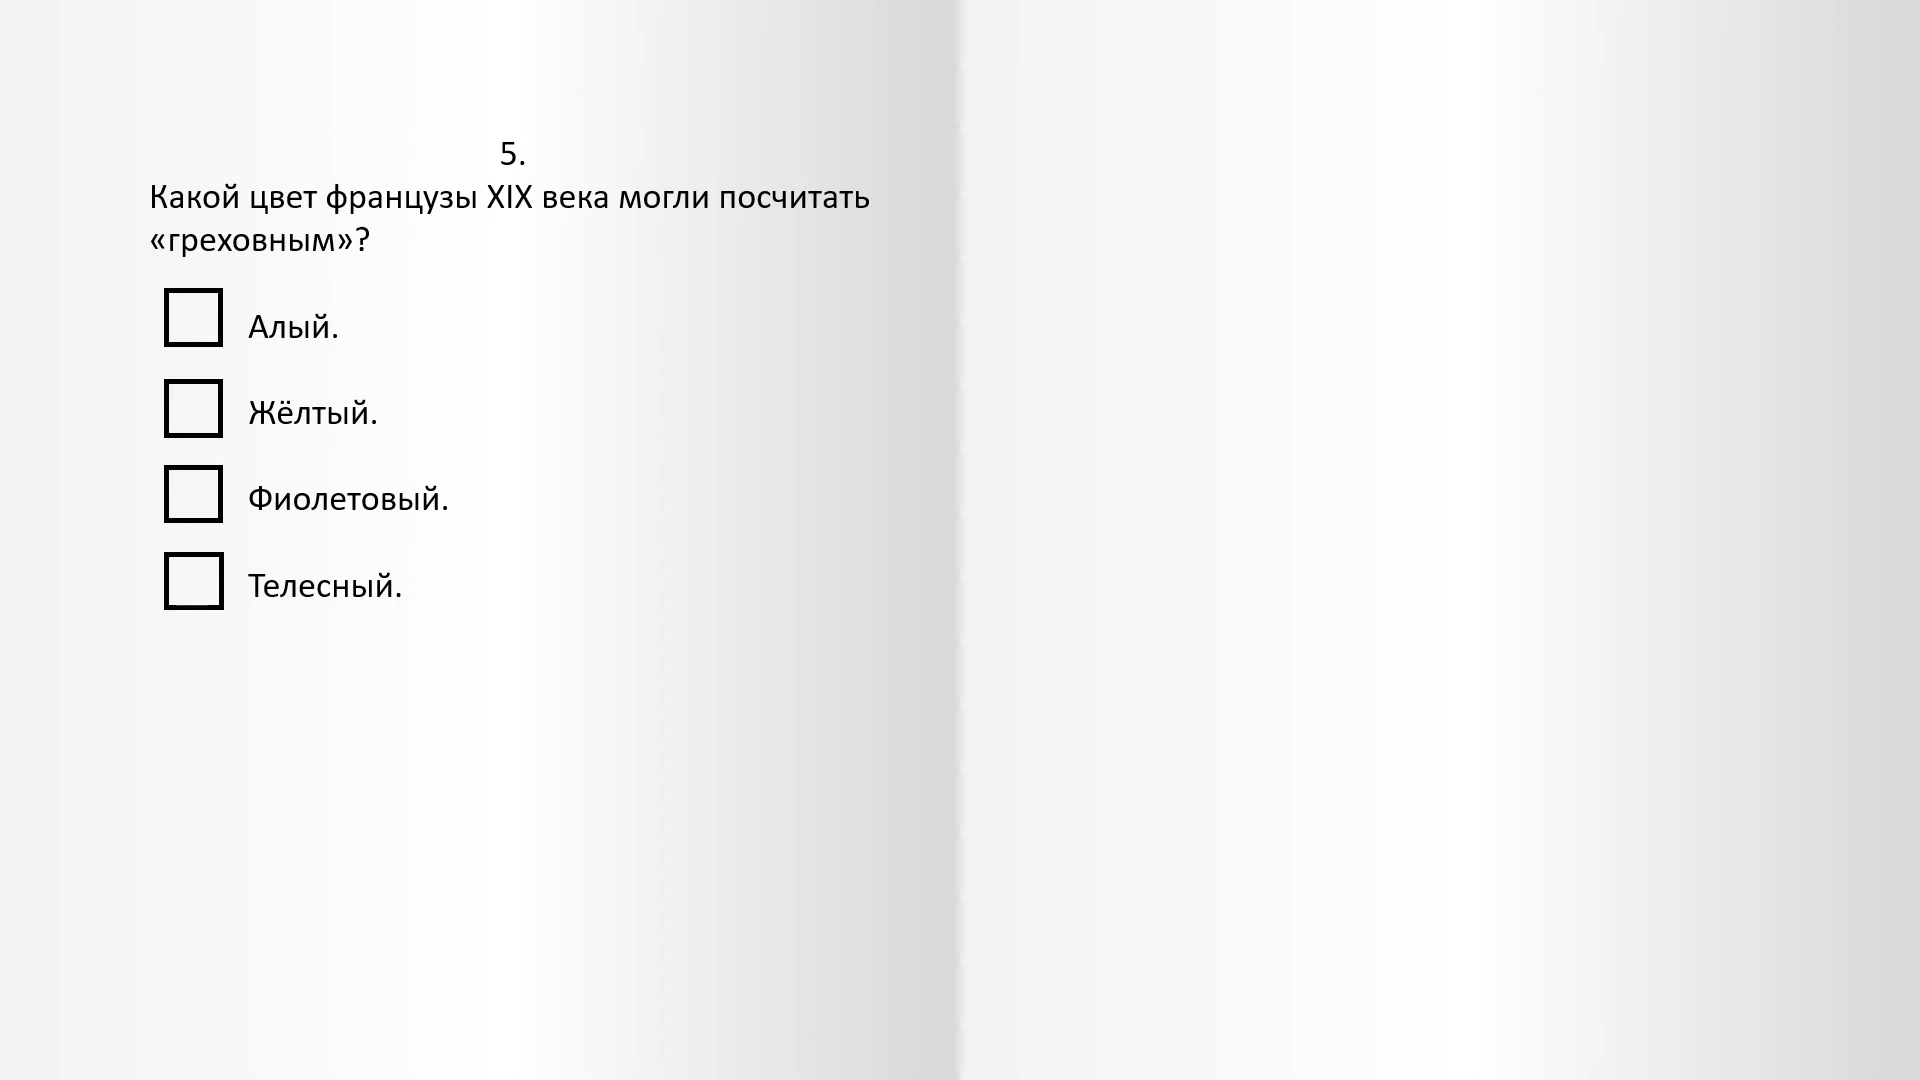 5.
Какой цвет французы XIX века могли посчитать
«греховным»?
Алый.
Жёлтый.
Фиолетовый.
Телесный.